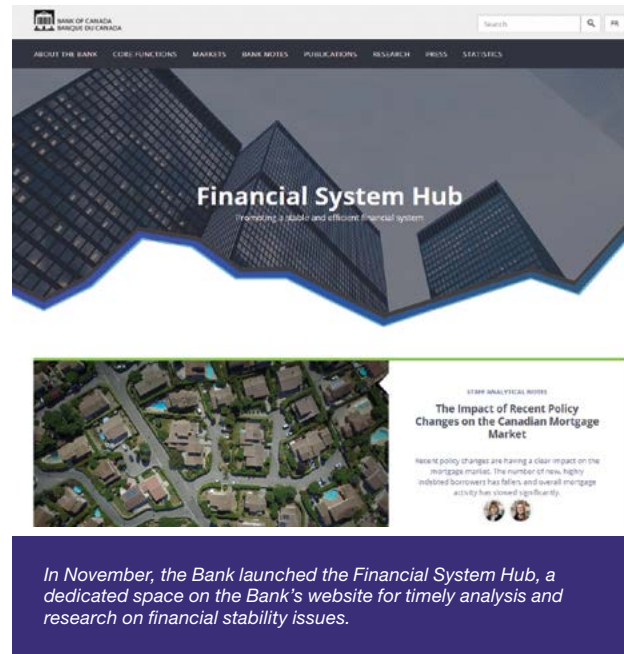 BANK OF CANADA
BANQUE DU CANADA
Search
FR
ABOUT THE BANK CORE FUNCTIONS MARKETS BANK NOTES PUBLICATIONS RESEARCH PRESS STATISTICS
Financial System Hub
Promoting a stable and efficient financial system
STAFF ANALYTICAL NOTES
The Impact of Recent Policy
Changes on the Canadian Mortgage
Market
Recent policy changes are having a clear impact on the
mortgage market. The number of new, highly
indebted borrowers has fallen, and overall mortgage
activity has slowed significantly.
In November, the Bank launched the Financial System Hub, a
dedicated space on the Bank's website for timely analysis and
research on financial stability issues.